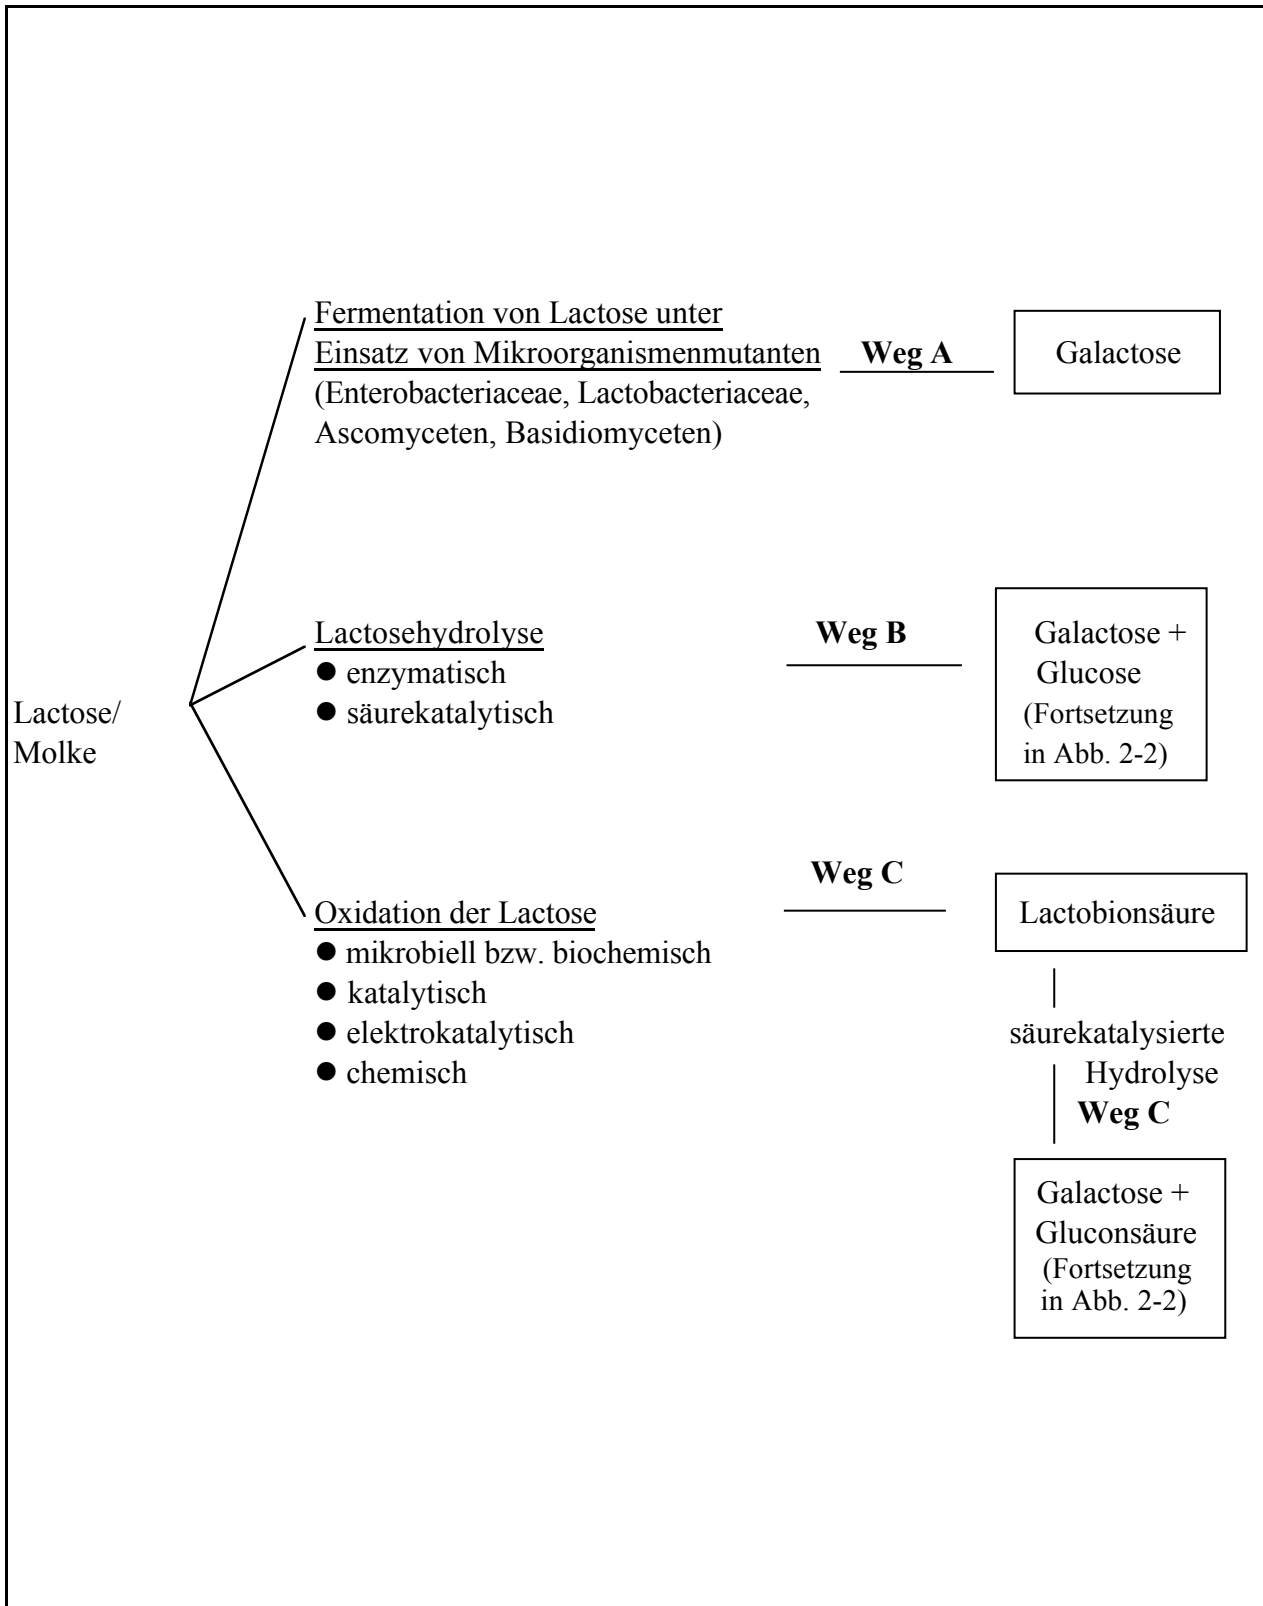 Lactose/
Molke
Fermentation von Lactose unter
Einsatz von Mikroorganismenmutanten
(Enterobacteriaceae, Lactobacteriaceae,
Ascomyceten, Basidiomyceten)
Weg A
Galactose
Lactosehydrolyse
● enzymatisch
● säurekatalytisch
Weg B
Galactose +
Glucose
(Fortsetzung
in Abb. 2-2)
Oxidation der Lactose
● mikrobiell bzw. biochemisch
● katalytisch
● elektrokatalytisch
● chemisch
Weg C
Lactobionsäure
säurekatalysierte
Hydrolyse
Weg C
Galactose +
Gluconsäure
(Fortsetzung
in Abb. 2-2)